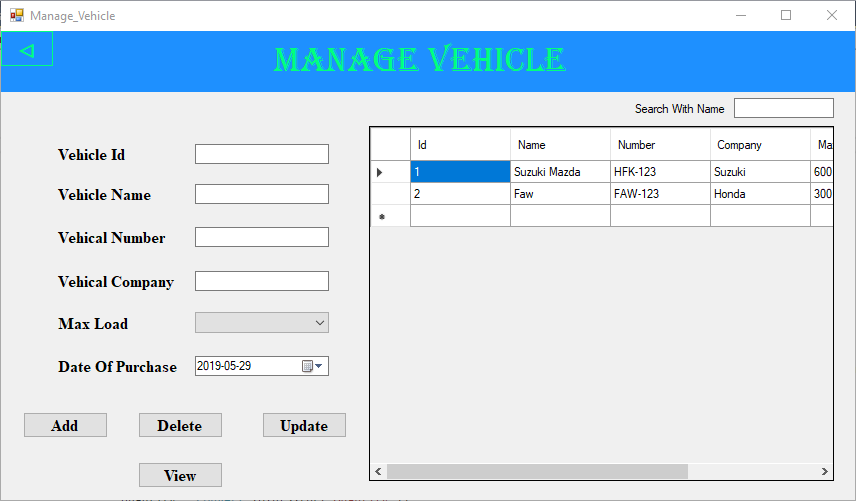 Manage_Vehicle
MANAGE VEHICLE
Search With Name
Vehicle Id
Vehicle Name
Vehical Number
Vehical Company
Max Load
Date Of Purchase 2019-05-29
Add Delete Update
View
Id Name Number Company Ma
1 Suzuki Mazda HFK-123 Suzuki 600
2 Faw FAW-123 Honda 300